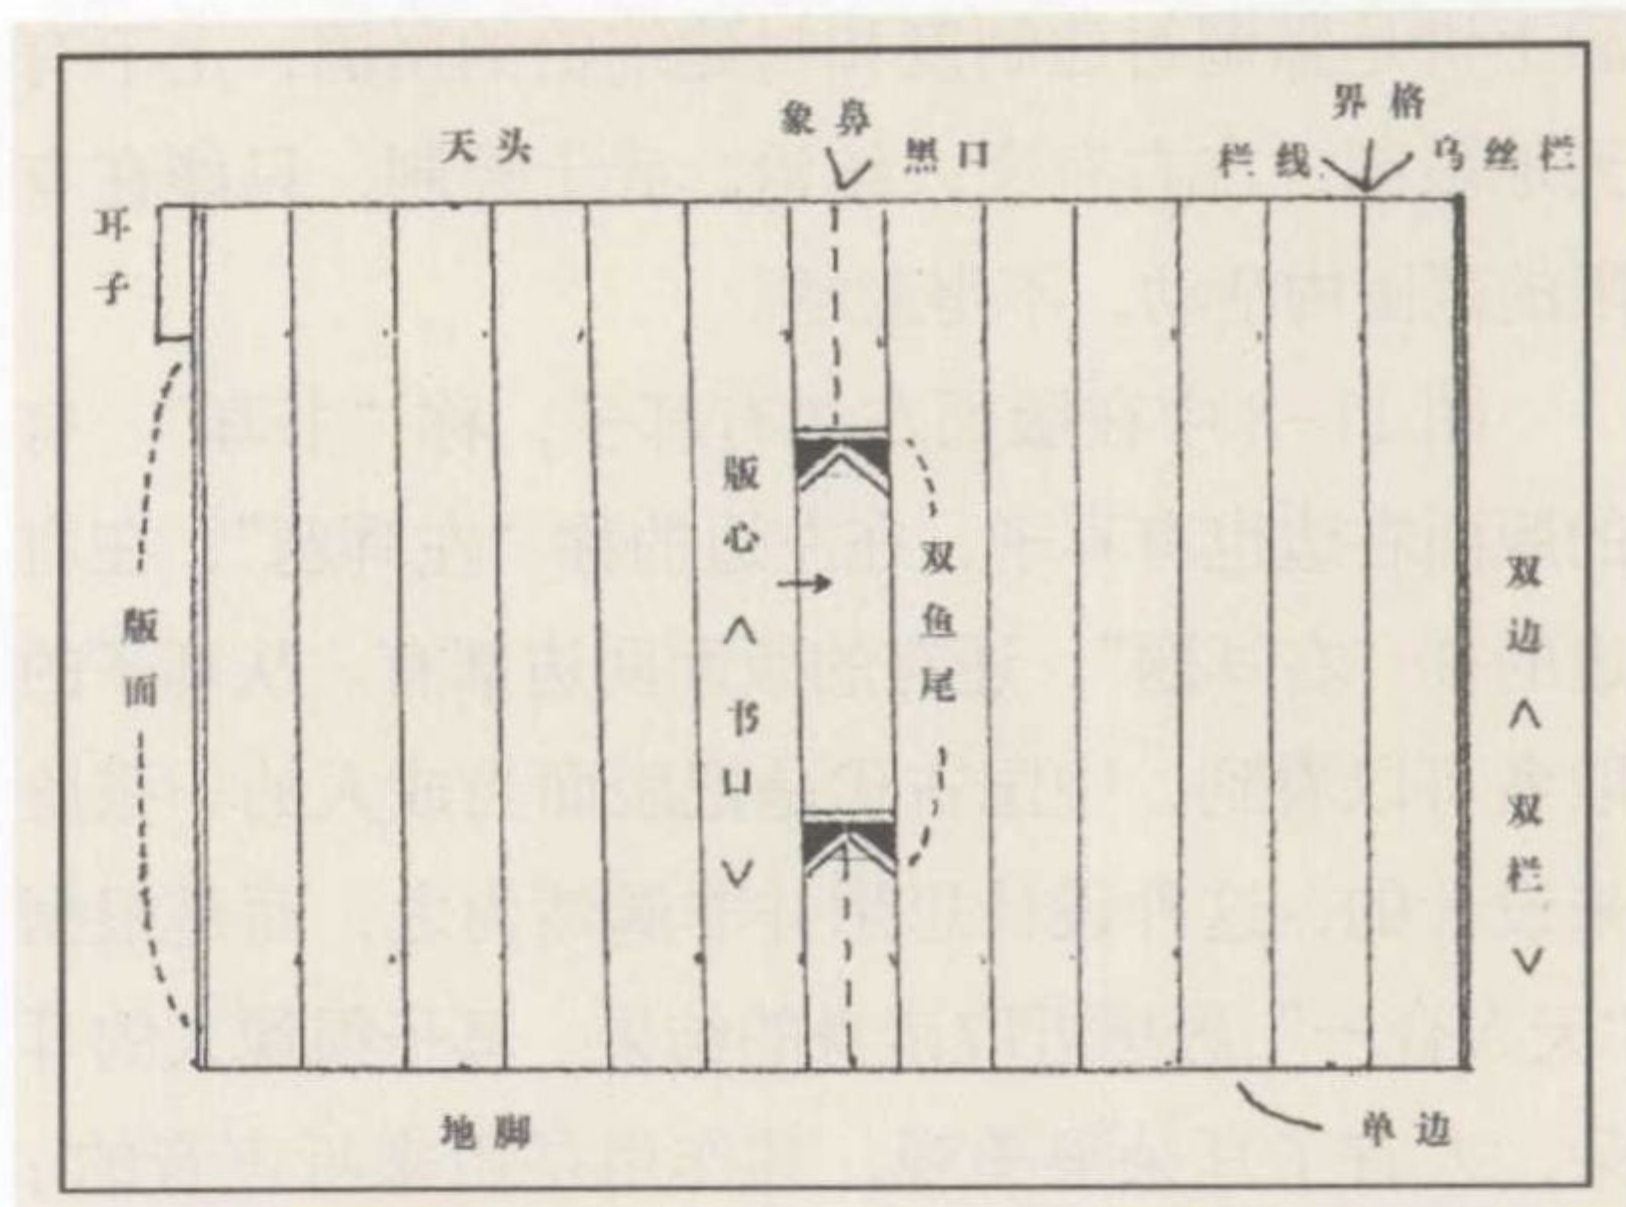 天头
象鼻
黑口
界格
栏线
乌丝栏
耳子
版面
版心︿书口﹀
双鱼尾
双边︿双栏﹀
地脚
单边